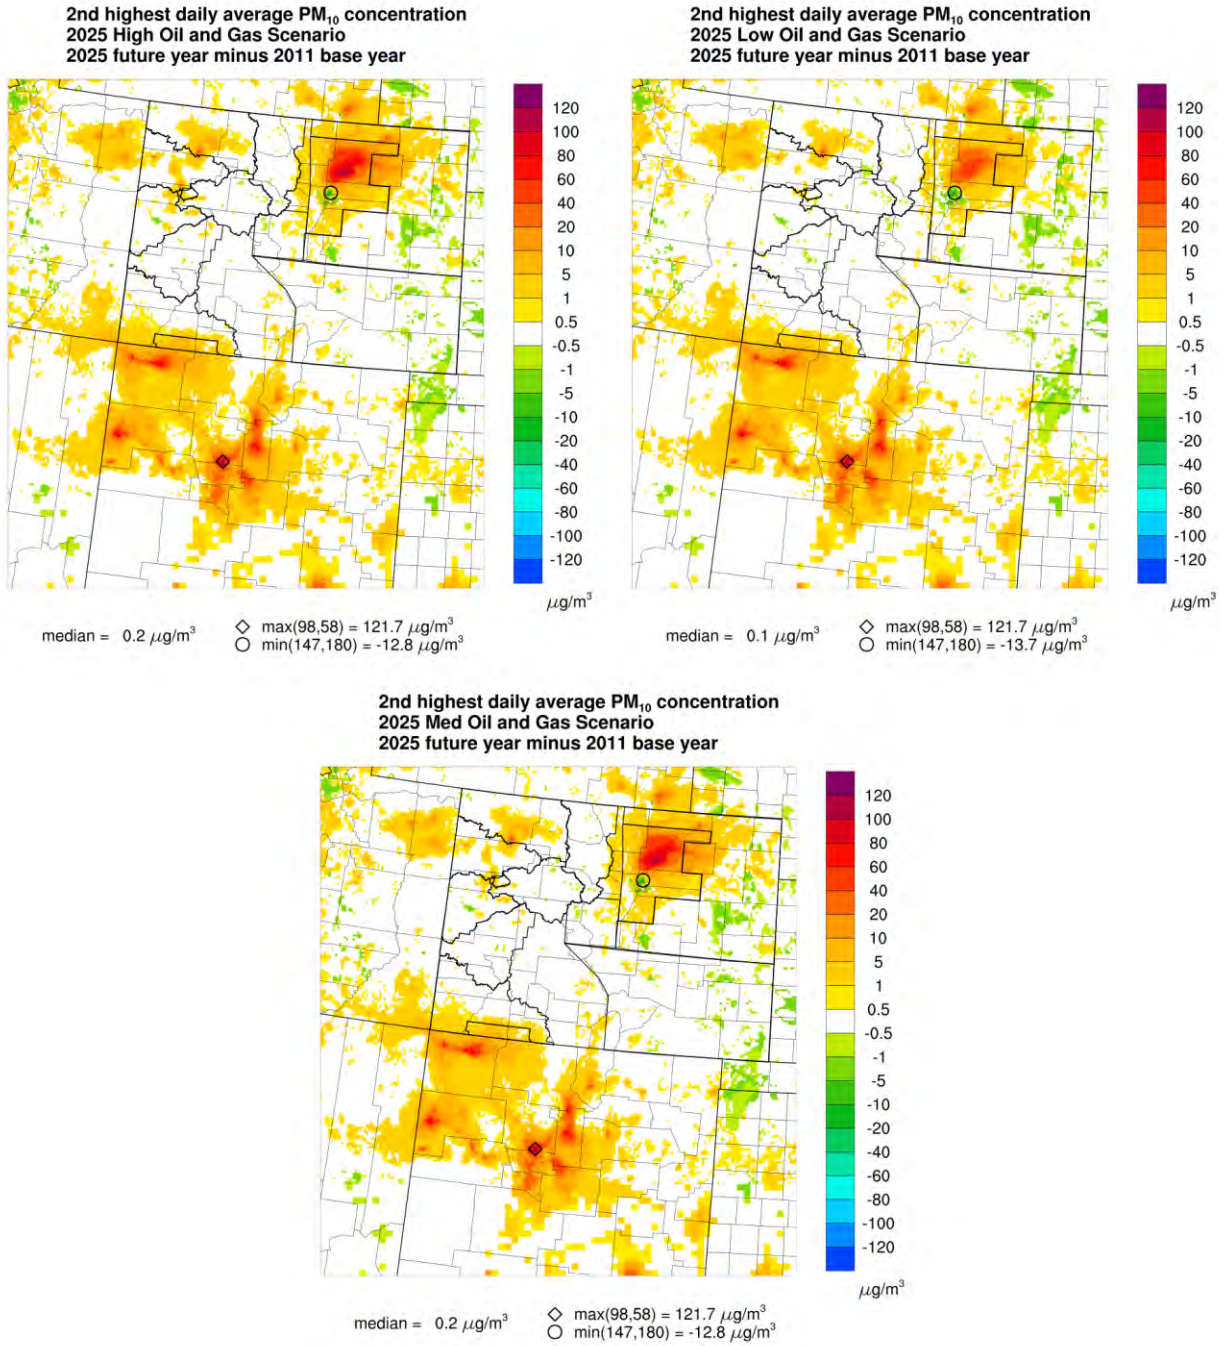 2nd highest daily average PM₁₀ concentration
2025 High Oil and Gas Scenario
2025 future year minus 2011 base year
120
100
80
60
40
20
10
5
1
0.5
-0.5
-1
-5
-10
-20
-40
-60
-80
-100
-120
μg/m³
median = 0.2 μg/m³
max(98,58) = 121.7 μg/m³
min(147,180) = -12.8 μg/m³
2nd highest daily average PM₁₀ concentration
2025 Low Oil and Gas Scenario
2025 future year minus 2011 base year
120
100
80
60
40
20
10
5
1
0.5
-0.5
-1
-5
-10
-20
-40
-60
-80
-100
-120
μg/m³
median = 0.1 μg/m³
max(98,58) = 121.7 μg/m³
min(147,180) = -13.7 μg/m³
2nd highest daily average PM₁₀ concentration
2025 Med Oil and Gas Scenario
2025 future year minus 2011 base year
120
100
80
60
40
20
10
5
1
0.5
-0.5
-1
-5
-10
-20
-40
-60
-80
-100
-120
μg/m³
median = 0.2 μg/m³
max(98,58) = 121.7 μg/m³
min(147,180) = -12.8 μg/m³